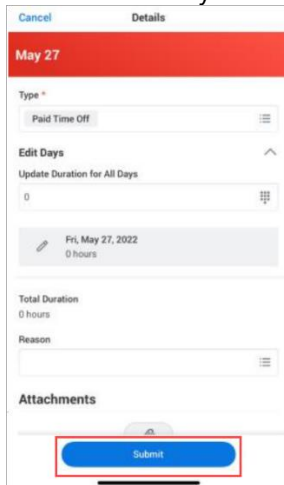 Cancel Details
May 27
Type *
Paid Time Off
Edit Days
Update Duration for All Days
0
Fri, May 27, 2022
0 hours
Total Duration
0 hours
Reason
Attachments
Submit